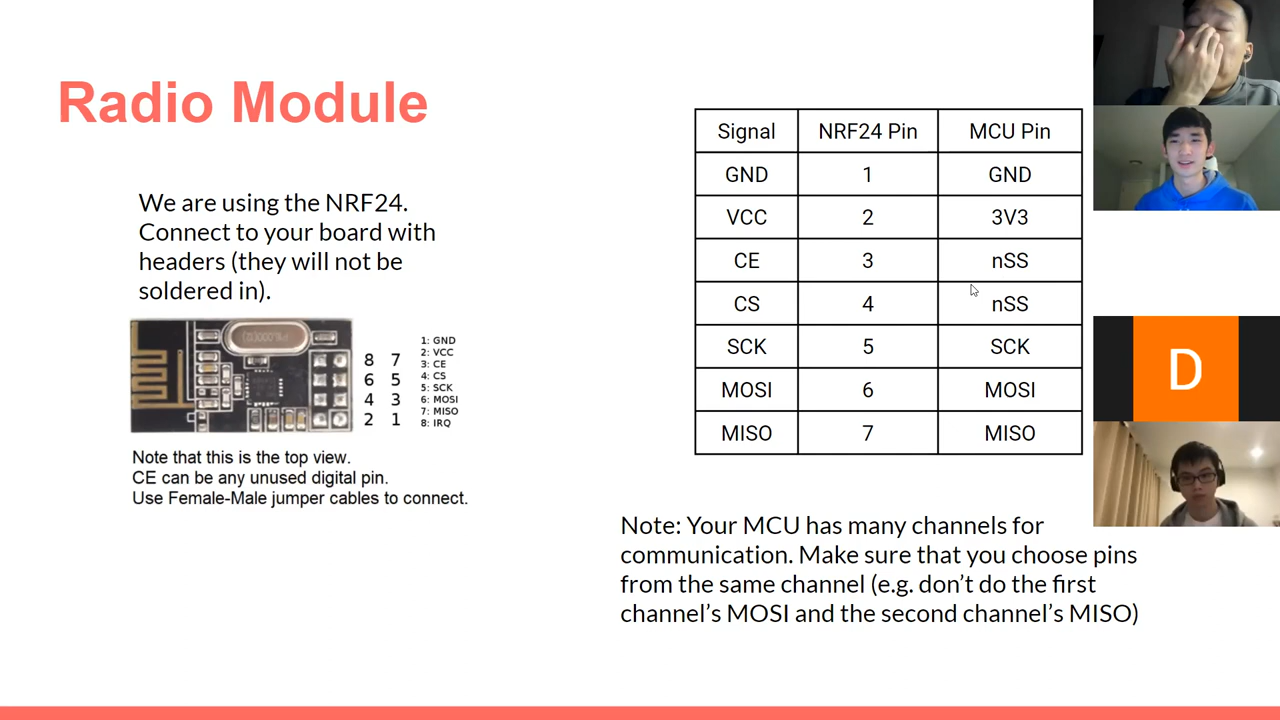 Radio Module
We are using the NRF24.
Connect to your board with
headers (they will not be
soldered in).
8 7
6 5
4 3
2 1
1: GND
2: VCC
3: CE
4: CS
5: SCK
6: MOSI
7: MISO
8: IRQ
Note that this is the top view.
CE can be any unused digital pin.
Use Female-Male jumper cables to connect.
Signal NRF24 Pin MCU Pin
GND 1 GND
VCC 2 3V3
CE 3 nSS
CS 4 nSS
SCK 5 SCK
MOSI 6 MOSI
MISO 7 MISO
Note: Your MCU has many channels for
communication. Make sure that you choose pins
from the same channel (e.g. don't do the first
channel's MOSI and the second channel's MISO)
D